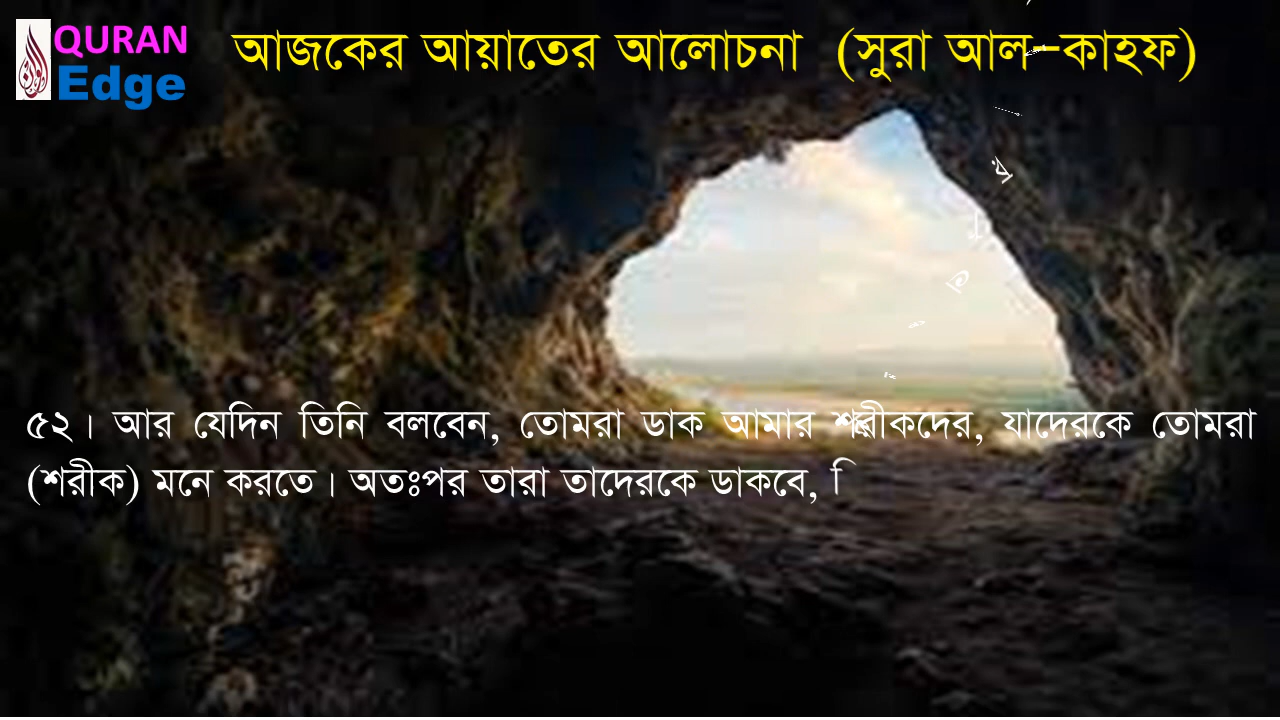 QURAN
Edge
আজকের আয়াতের আলোচনা (সুরা আল-কাহফ)
৫২। আর যেদিন তিনি বলবেন, তোমরা ডাক আমার শরীকদের, যাদেরকে তোমরা
(শরীক) মনে করতে। অতঃপর তারা তাদেরকে ডাকবে,